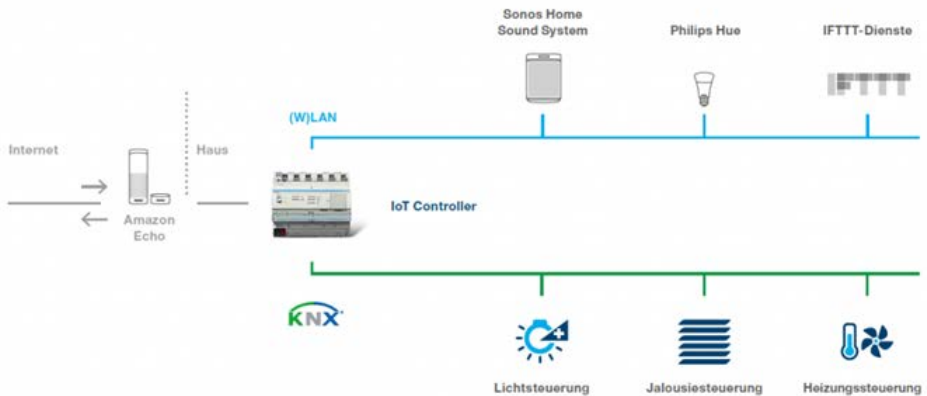 Sonos Home
Sound System
Philips Hue
IFTTT-Dienste
IFTTT
(W)LAN
Internet
Haus
IoT Controller
Amazon
Echo
KNX
Lichtsteuerung
Jalousiesteuerung
Heizungssteuerung